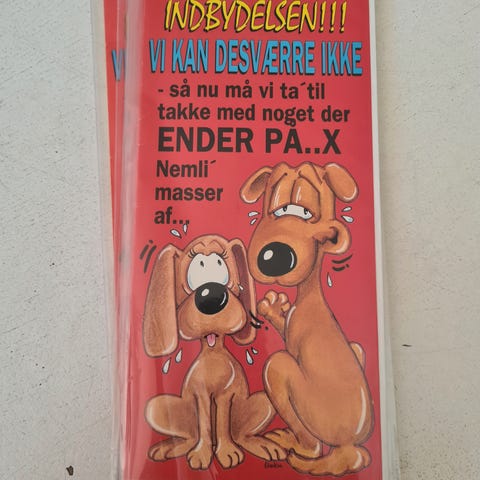 INDBYDELSEN!!!
VI KAN DESVÆRRE IKKE
- så nu må vi ta´til
takke med noget der
ENDER PÅ..X
Nemli´
masser
af...